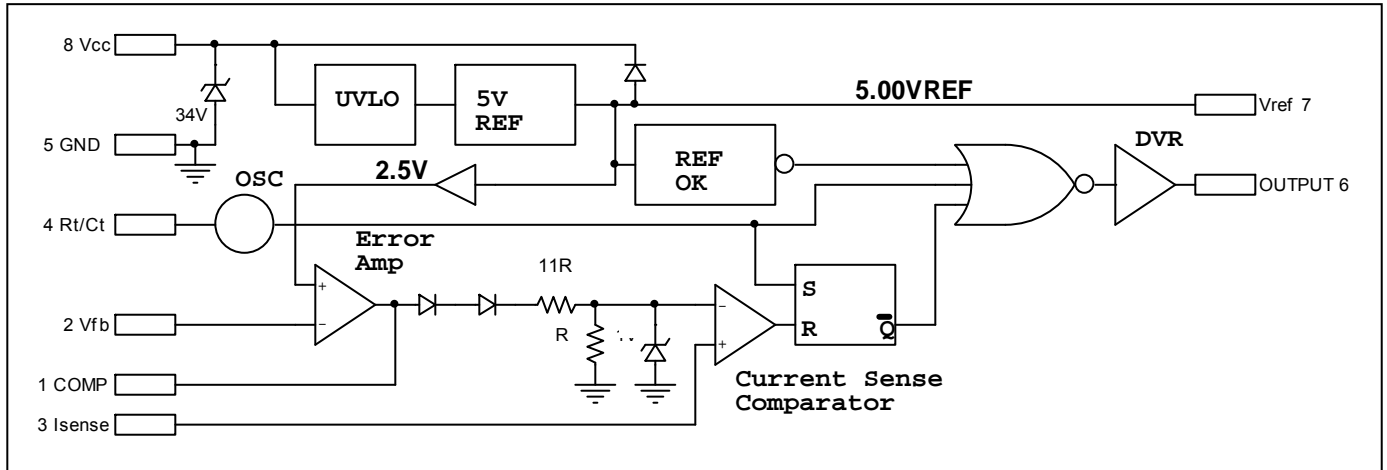 8 Vcc
34V
5 GND
UVLO
5V
REF
5.00VREF
Vref 7
REF
OK
DVR
OUTPUT 6
2.5V
OSC
4 Rt/Ct
Error
Amp
+
−
2 Vfb
1 COMP
3 Isense
11R
R
−
+
Current Sense
Comparator
S
R
Q̅